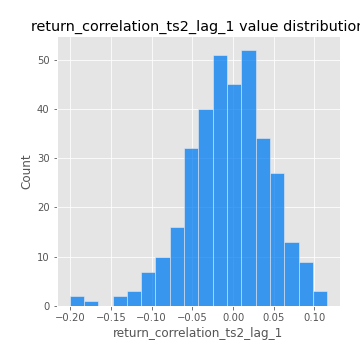 return_correlation_ts2_lag_1 value distribution
50
40
30
20
10
0
Count
−0.20 −0.15 −0.10 −0.05 0.00 0.05 0.10
return_correlation_ts2_lag_1